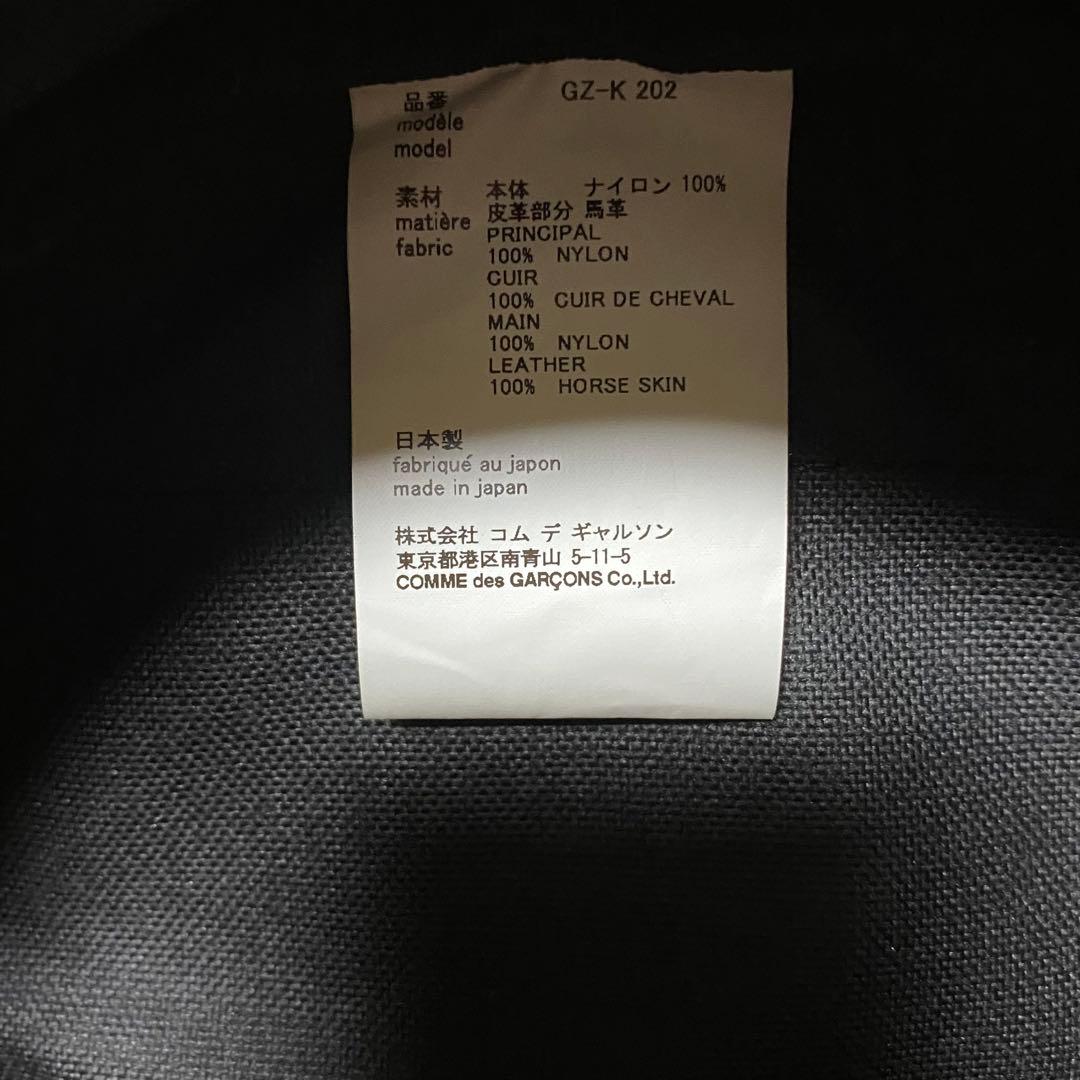 品番 GZ-K 202
modèle
model
素材 本体 ナイロン 100%
matière 皮革部分 馬革
fabric PRINCIPAL
100% NYLON
CUIR
100% CUIR DE CHEVAL
MAIN
100% NYLON
LEATHER
100% HORSE SKIN
日本製
fabriqué au japon
made in japan
株式会社 コム デ ギャルソン
東京都港区南青山 5-11-5
COMME des GARÇONS Co.,Ltd.